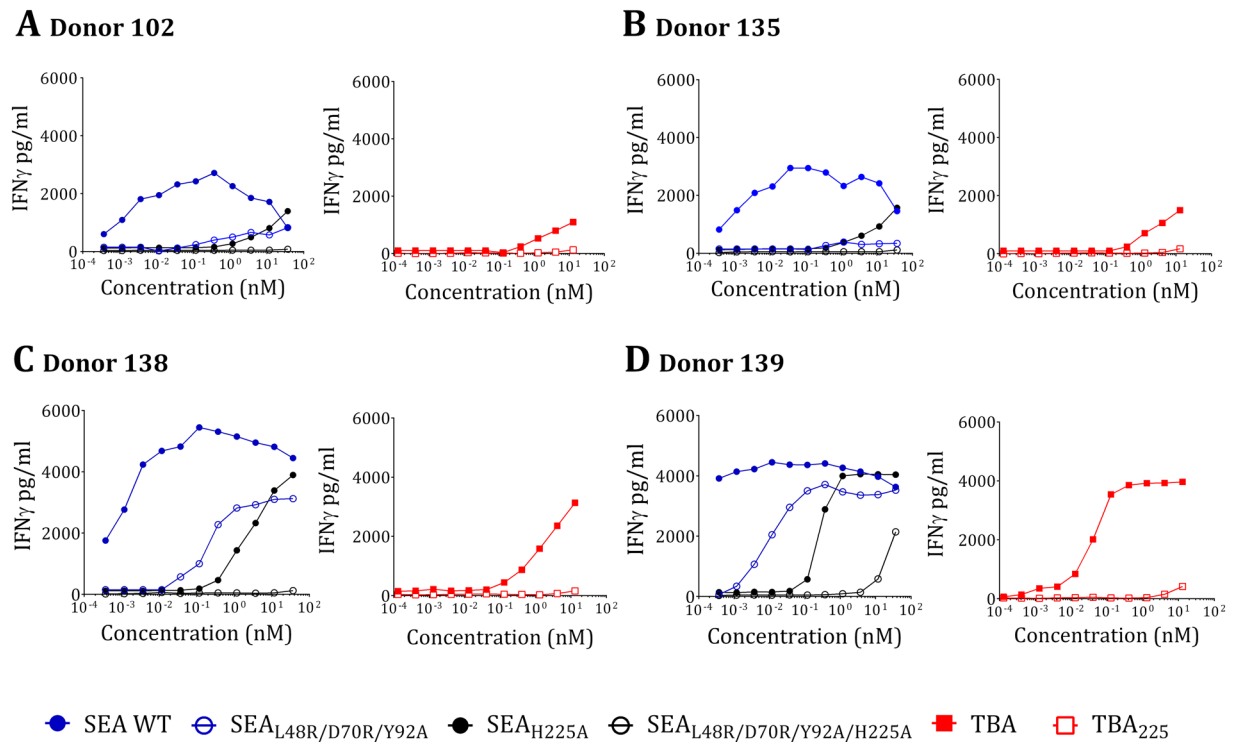 A Donor 102
B Donor 135
6000
4000
2000
0
IFNγ pg/ml
10⁻⁴ 10⁻³ 10⁻² 10⁻¹ 10⁰ 10¹ 10²
Concentration (nM)
6000
4000
2000
0
IFNγ pg/ml
10⁻⁴ 10⁻³ 10⁻² 10⁻¹ 10⁰ 10¹ 10²
Concentration (nM)
6000
4000
2000
0
IFNγ pg/ml
10⁻⁴ 10⁻³ 10⁻² 10⁻¹ 10⁰ 10¹ 10²
Concentration (nM)
6000
4000
2000
0
IFNγ pg/ml
10⁻⁴ 10⁻³ 10⁻² 10⁻¹ 10⁰ 10¹ 10²
Concentration (nM)
C Donor 138
D Donor 139
6000
4000
2000
0
IFNγ pg/ml
10⁻⁴ 10⁻³ 10⁻² 10⁻¹ 10⁰ 10¹ 10²
Concentration (nM)
6000
4000
2000
0
IFNγ pg/ml
10⁻⁴ 10⁻³ 10⁻² 10⁻¹ 10⁰ 10¹ 10²
Concentration (nM)
6000
4000
2000
0
IFNγ pg/ml
10⁻⁴ 10⁻³ 10⁻² 10⁻¹ 10⁰ 10¹ 10²
Concentration (nM)
6000
4000
2000
0
IFNγ pg/ml
10⁻⁴ 10⁻³ 10⁻² 10⁻¹ 10⁰ 10¹ 10²
Concentration (nM)
SEA WT SEA L48R/D70R/Y92A SEA H225A SEA L48R/D70R/Y92A/H225A TBA TBA 225